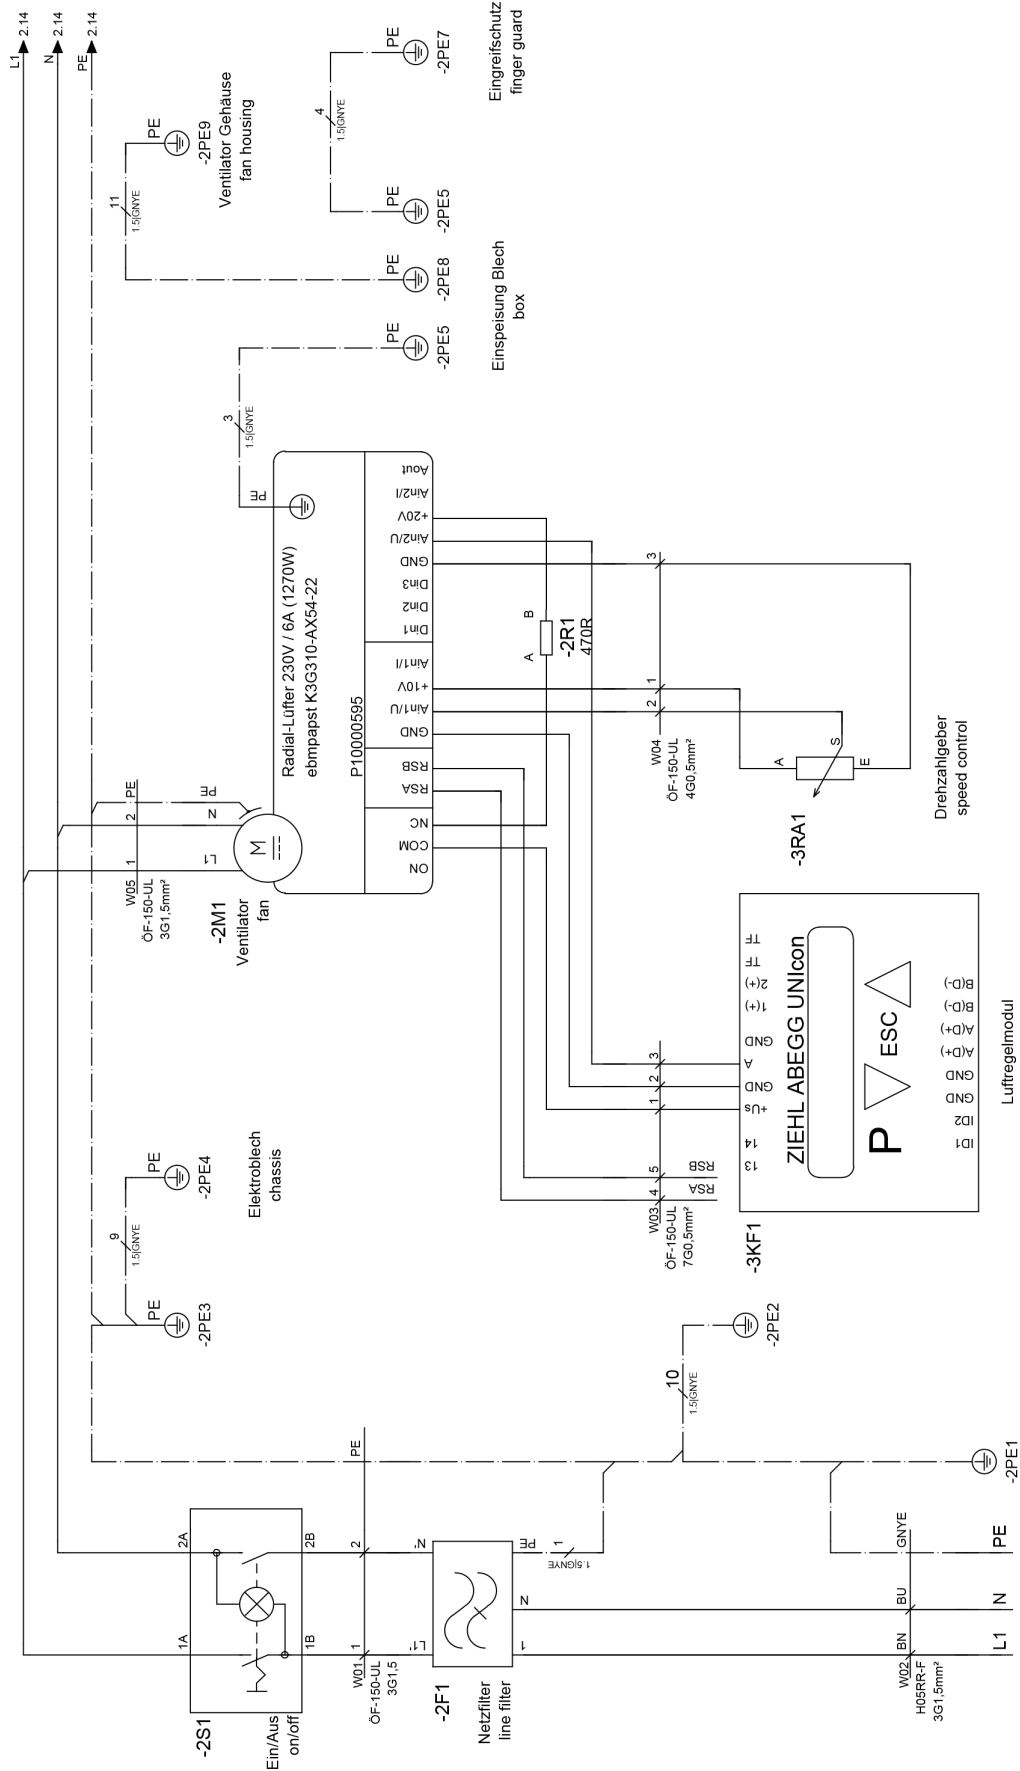 L1
2.14
N
2.14
PE
2.14
1A
2A
-2S1
Ein/Aus
on/off
1B
2B
W01
ÖF-150-UL
3G1,5
1
2
PE
L1'
N'
-2F1
Netzfilter
line filter
1
N
PE
1
1.5|GNYE
W02
H05RR-F
3G1,5mm²
BN
BU
GNYE
L1
N
PE
-2PE1
10
1.5|GNYE
-2PE2
PE
-2PE3
9
1.5|GNYE
PE
-2PE4
Elektroblech
chassis
W05
ÖF-150-UL
3G1,5mm²
1
2
PE
L1
N
PE
-2M1
Ventilator
fan
M
Radial-Lüfter 230V / 6A (1270W)
ebmpapst K3G310-AX54-22
P10000595
PE
ON
COM
NC
RSA
RSB
GND
Ain1/U
+10V
Ain1/I
Din1
Din2
Din3
GND
Ain2/U
+20V
Ain2/I
Aout
3
1.5|GNYE
PE
-2PE5
Einspeisung Blech
box
PE
-2PE8
11
1.5|GNYE
PE
-2PE9
Ventilator Gehäuse
fan housing
PE
-2PE5
4
1.5|GNYE
PE
-2PE7
Eingreifschutz
finger guard
A
B
-2R1
470R
W04
ÖF-150-UL
4G0,5mm²
2
1
3
A
S
E
-3RA1
Drehzahlgeber
speed control
W03
ÖF-150-UL
7G0,5mm²
4
5
1
2
3
RSA
RSB
-3KF1
13
14
+Us
GND
A
GND
1(+)
2(+)
TF
TF
ZIEHL ABEGG UNIcon
P
ESC
ID1
ID2
GND
GND
A(D+)
A(D+)
B(D-)
B(D-)
Luftregelmodul